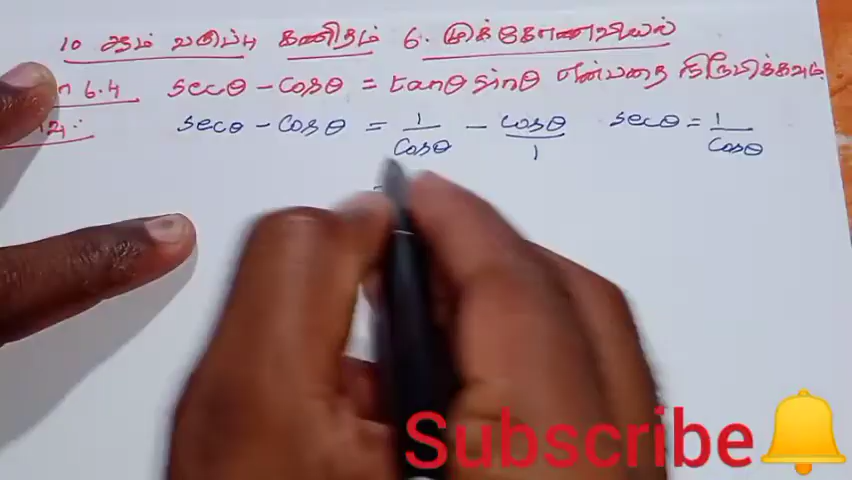 10 ஆம் வகுப்பு கணிதம் 6. முக்கோணவியல்
6.4 secθ - cosθ = tanθ sinθ என்பதை நிரூபிக்கவும்
secθ - cosθ = 1/cosθ - cosθ/1 secθ = 1/cosθ
Subscribe